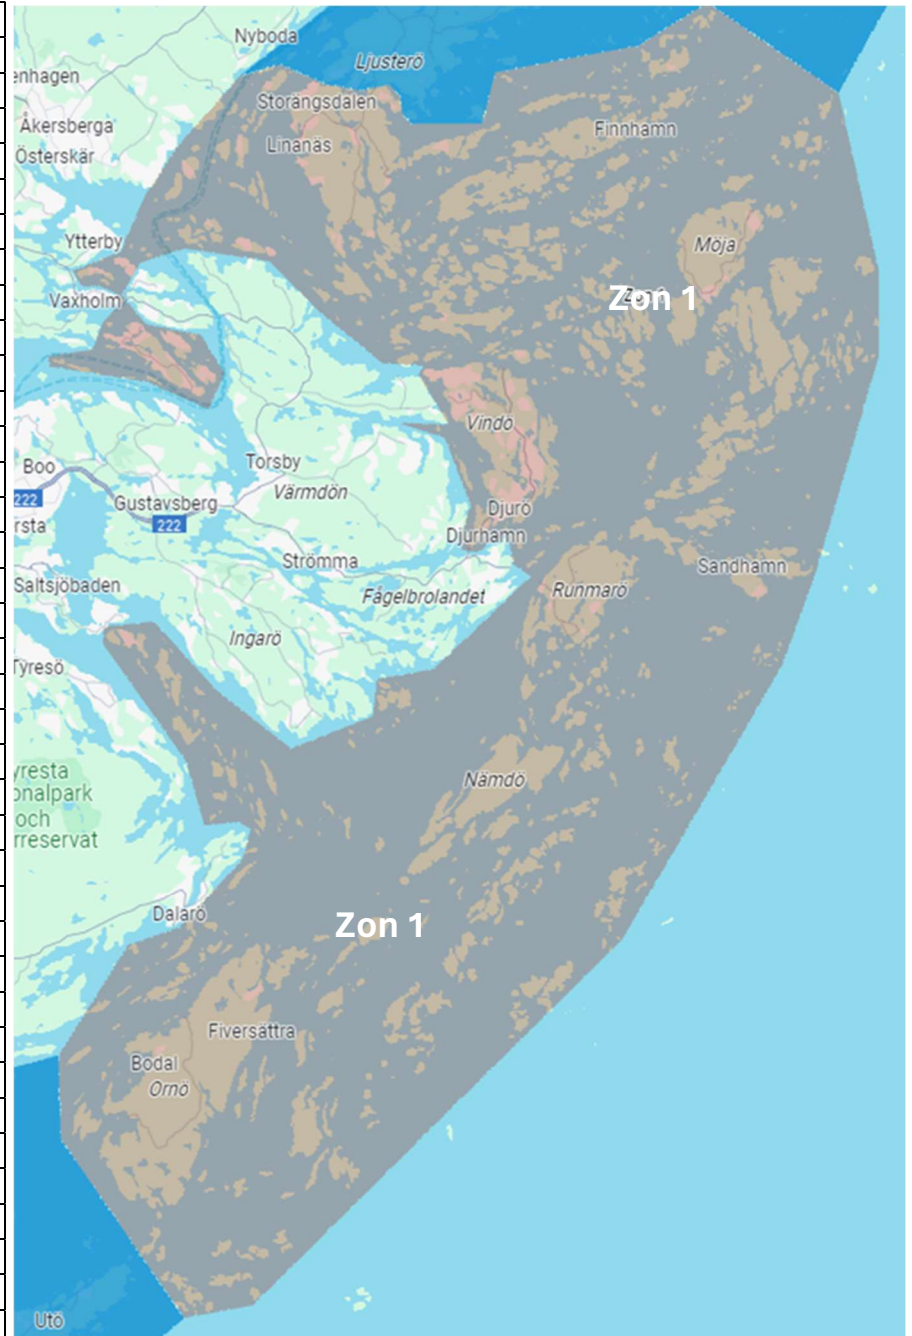 Nyboda
Ljusterö
enhagen
Storängsdalen
Åkersberga
Finnhamn
Linanäs
Österskär
Ytterby
Möja
Vaxholm
Zon 1
Vindö
Boo
Torsby
Värmdön
222
Gustavsberg
222
Djurö
rsta
Djurhamn
Strömma
Sandhamn
Saltsjöbaden
Runmarö
Fågelbrolandet
Ingarö
Tyresö
yresta
onalpark
och
rreservat
Nämdö
Dalarö
Zon 1
Fiversättra
Bodal
Ornö
Utö